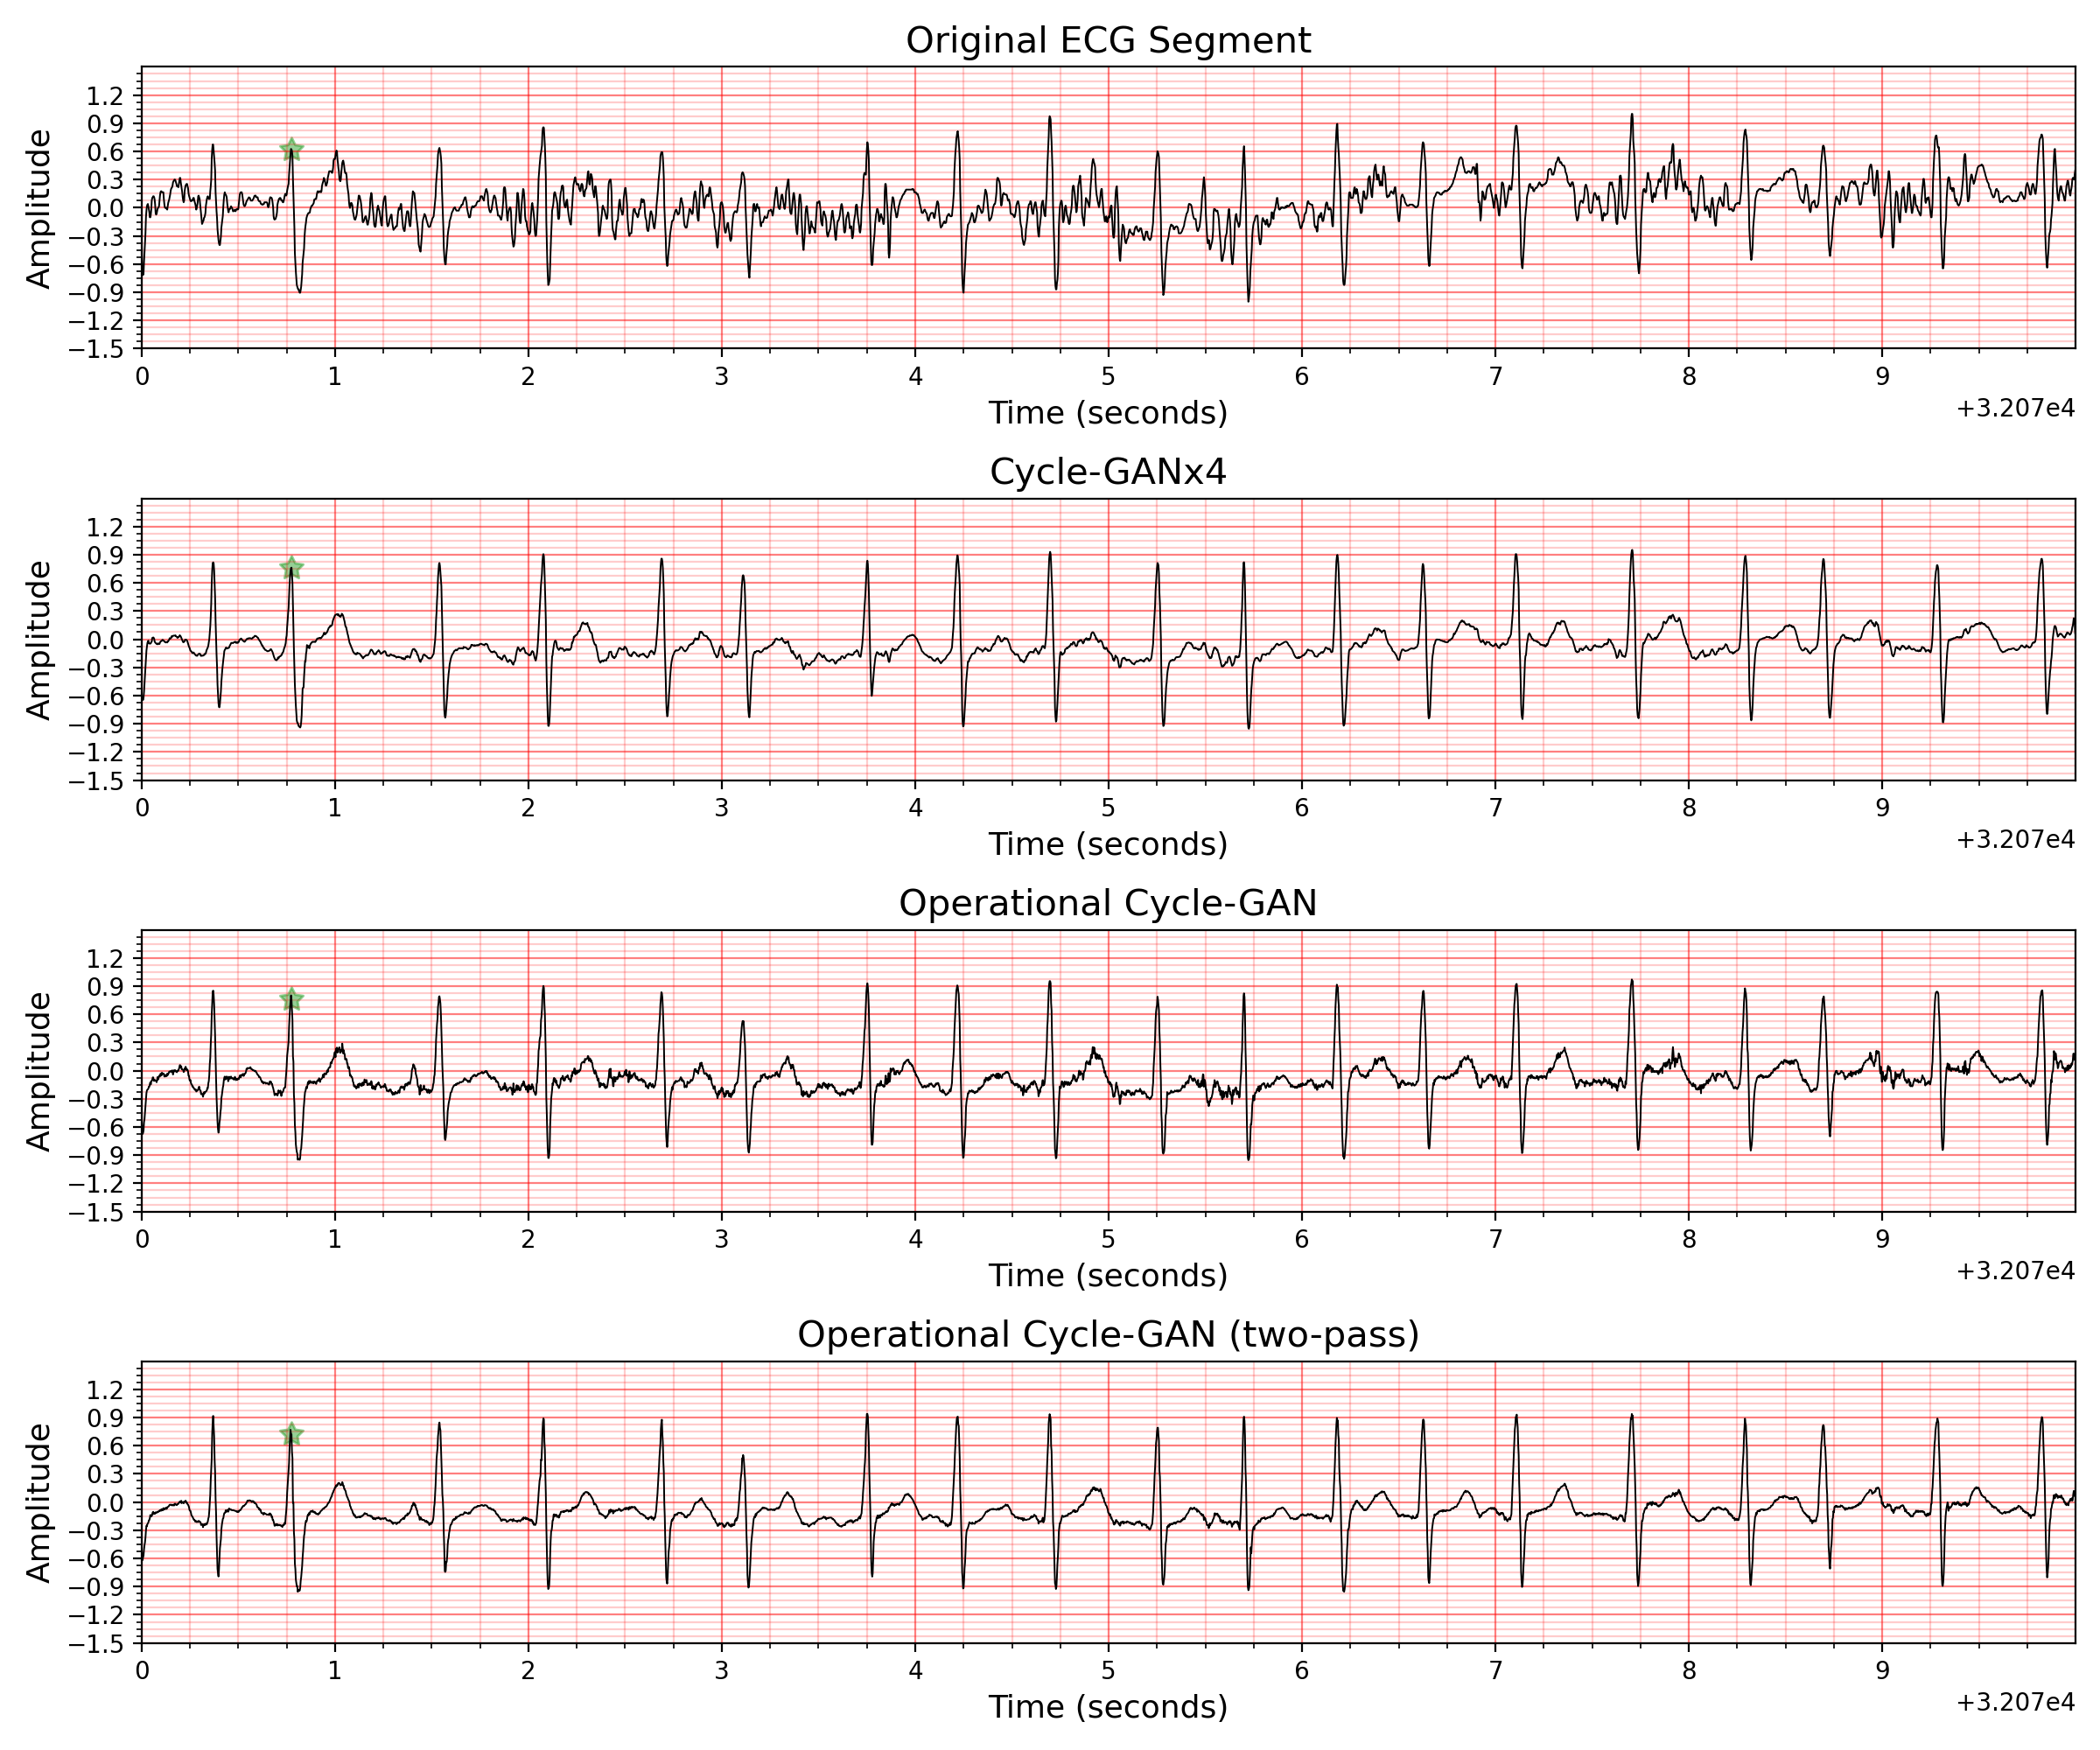 Original ECG Segment
1.2
0.9
0.6
0.3
0.0
−0.3
−0.6
−0.9
−1.2
−1.5
Amplitude
0 1 2 3 4 5 6 7 8 9
Time (seconds)
+3.207e4
Cycle-GANx4
1.2
0.9
0.6
0.3
0.0
−0.3
−0.6
−0.9
−1.2
−1.5
Amplitude
0 1 2 3 4 5 6 7 8 9
Time (seconds)
+3.207e4
Operational Cycle-GAN
1.2
0.9
0.6
0.3
0.0
−0.3
−0.6
−0.9
−1.2
−1.5
Amplitude
0 1 2 3 4 5 6 7 8 9
Time (seconds)
+3.207e4
Operational Cycle-GAN (two-pass)
1.2
0.9
0.6
0.3
0.0
−0.3
−0.6
−0.9
−1.2
−1.5
Amplitude
0 1 2 3 4 5 6 7 8 9
Time (seconds)
+3.207e4